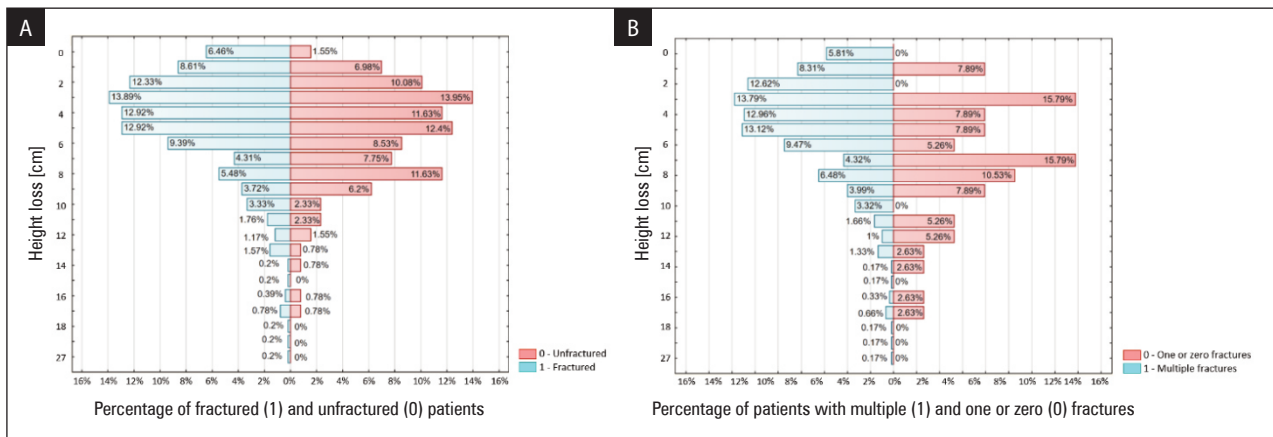 A
Height loss [cm]
0 6.46% 1.55%
8.61% 6.98%
2 12.33% 10.08%
13.89% 13.95%
4 12.92% 11.63%
12.92% 12.4%
6 9.39% 8.53%
4.31% 7.75%
8 5.48% 11.63%
3.72% 6.2%
10 3.33% 2.33%
1.76% 2.33%
12 1.17% 1.55%
1.57% 0.78%
14 0.2% 0.78%
0.2% 0%
16 0.39% 0.78%
0.78% 0.78%
18 0.2% 0%
0.2% 0%
27 0.2% 0%
0 - Unfractured
1 - Fractured
16% 14% 12% 10% 8% 6% 4% 2% 0% 2% 4% 6% 8% 10% 12% 14% 16%
Percentage of fractured (1) and unfractured (0) patients
B
Height loss [cm]
0 5.81% 0%
8.31% 7.89%
2 12.62% 0%
13.79% 15.79%
4 12.96% 7.89%
13.12% 7.89%
6 9.47% 5.26%
4.32% 15.79%
8 6.48% 10.53%
3.99% 7.89%
10 3.32% 0%
1.66% 5.26%
12 1% 5.26%
1.33% 2.63%
14 0.17% 2.63%
0.17% 0%
16 0.33% 2.63%
0.66% 2.63%
18 0.17% 0%
0.17% 0%
27 0.17% 0%
0 - One or zero fractures
1 - Multiple fractures
16% 14% 12% 10% 8% 6% 4% 2% 0% 2% 4% 6% 8% 10% 12% 14% 16%
Percentage of patients with multiple (1) and one or zero (0) fractures